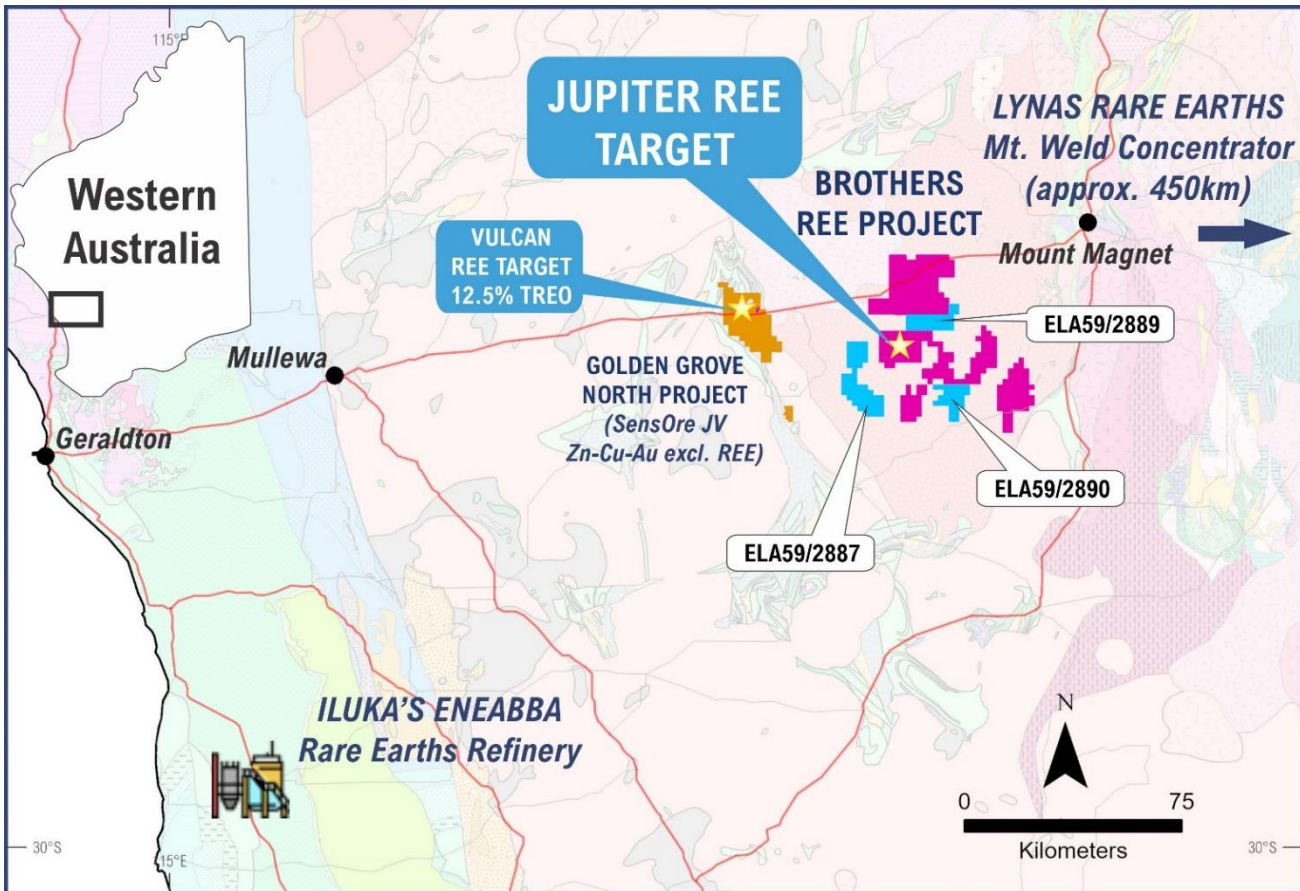 115°E
Western
Australia
JUPITER REE
TARGET
LYNAS RARE EARTHS
Mt. Weld Concentrator
(approx. 450km)
BROTHERS
REE PROJECT
Mount Magnet
VULCAN
REE TARGET
12.5% TREO
ELA59/2889
Mullewa
GOLDEN GROVE
NORTH PROJECT
(SensOre JV
Zn-Cu-Au excl. REE)
Geraldton
ELA59/2890
ELA59/2887
ILUKA'S ENEABBA
Rare Earths Refinery
N
0 75
Kilometers
30°S
115°E
30°S